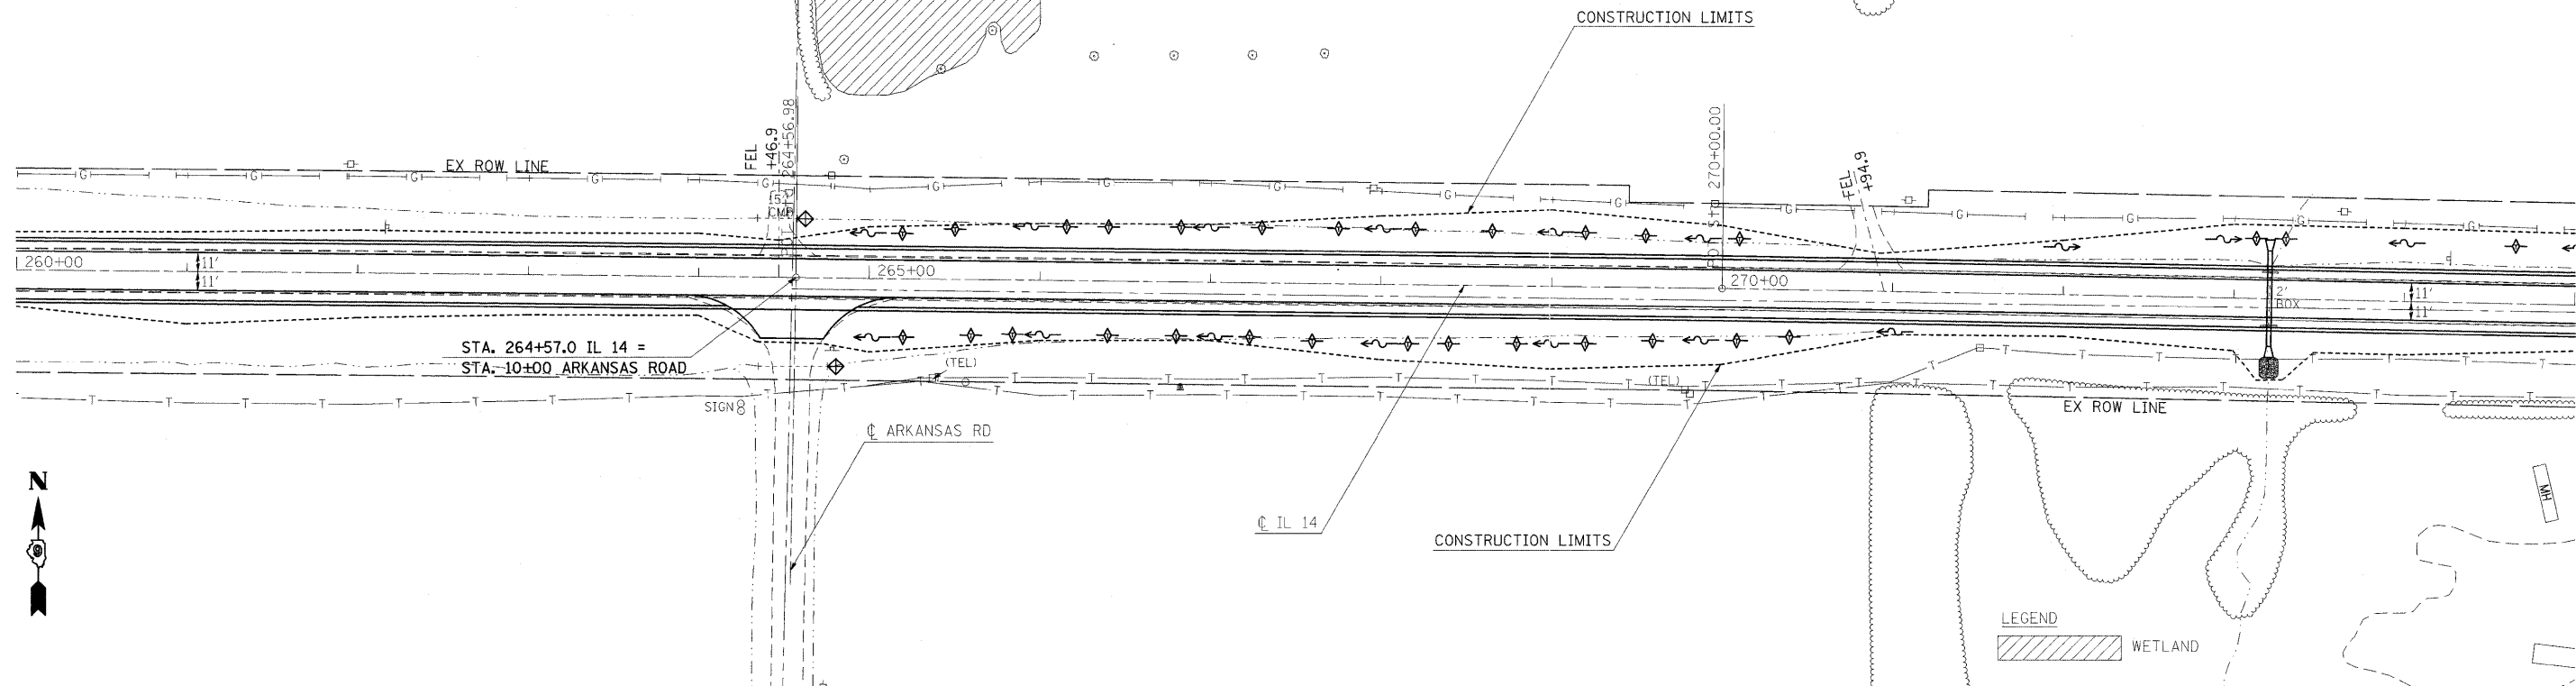 CONSTRUCTION LIMITS
EX ROW LINE
FEL
+46.9
264+56.98
CMP
270+00.00
FEL
+94.9
G G G G G G G G G G G G G G G
260+00
11'
11'
265+00
270+00
2'
BOX
11'
11'
STA. 264+57.0 IL 14 =
STA. 10+00 ARKANSAS ROAD
(TEL)
(TEL)
SIGN
EX ROW LINE
℄ ARKANSAS RD
℄ IL 14
CONSTRUCTION LIMITS
N
9
MH
LEGEND
WETLAND